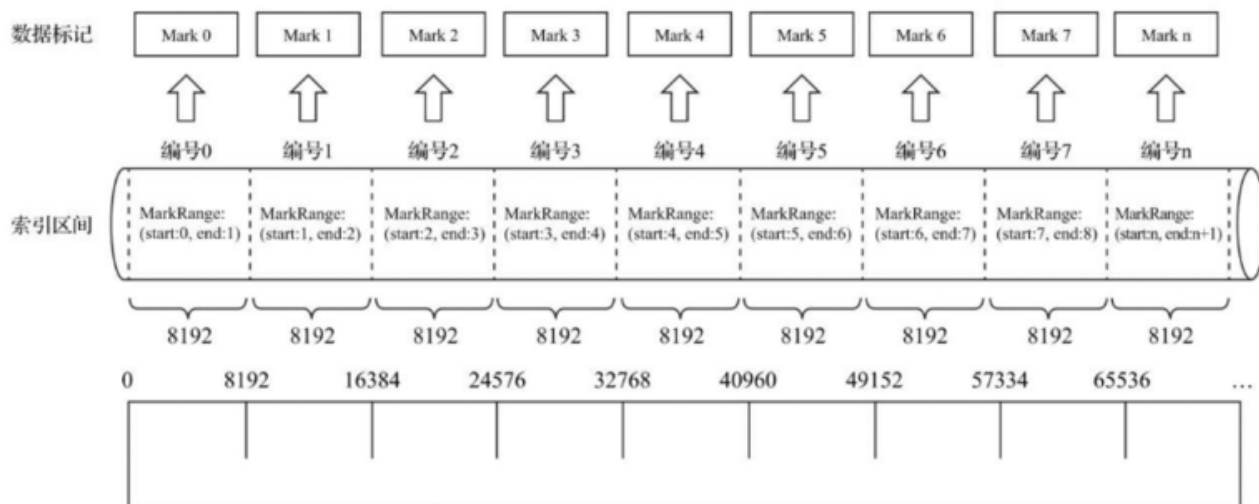 数据标记 Mark 0 Mark 1 Mark 2 Mark 3 Mark 4 Mark 5 Mark 6 Mark 7 Mark n
编号0 编号1 编号2 编号3 编号4 编号5 编号6 编号7 编号n
索引区间
MarkRange: MarkRange: MarkRange: MarkRange: MarkRange: MarkRange: MarkRange: MarkRange: MarkRange:
(start:0, end:1) (start:1, end:2) (start:2, end:3) (start:3, end:4) (start:4, end:5) (start:5, end:6) (start:6, end:7) (start:7, end:8) (start:n, end:n+1)
8192 8192 8192 8192 8192 8192 8192 8192 8192
0 8192 16384 24576 32768 40960 49152 57334 65536 …